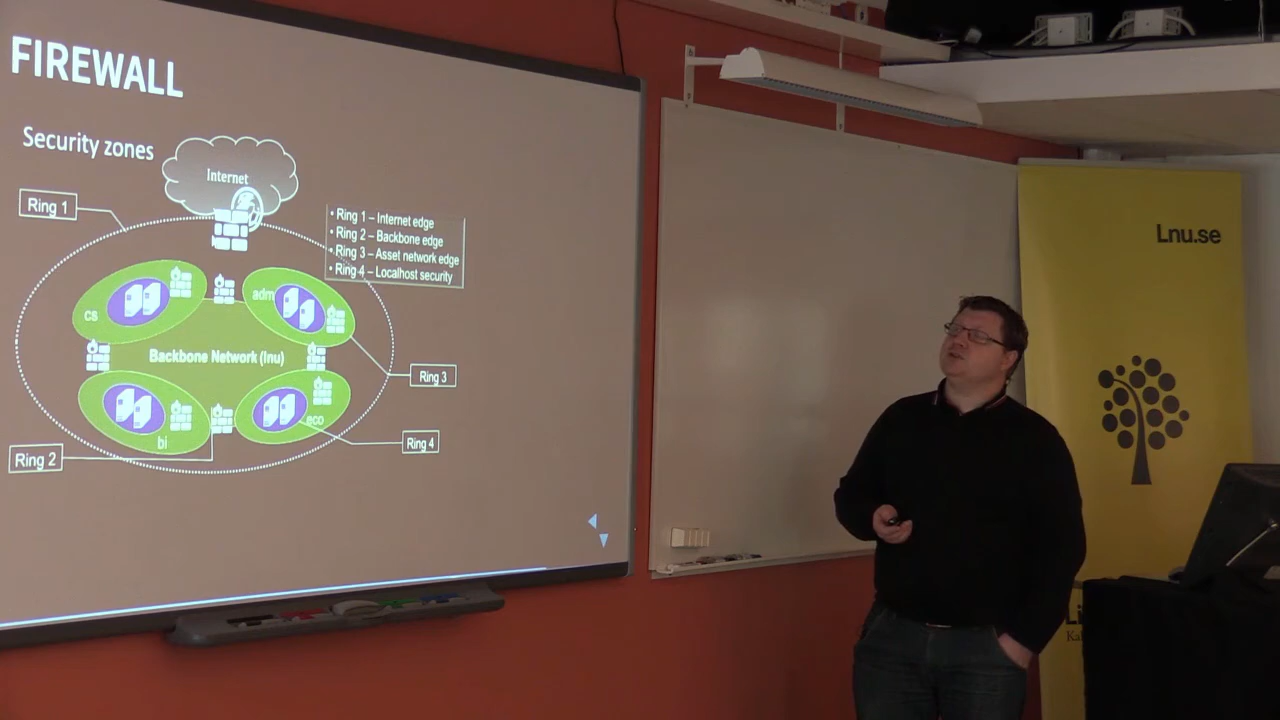 FIREWALL
Security zones
Internet
Ring 1
• Ring 1 – Internet edge
• Ring 2 – Backbone edge
• Ring 3 – Asset network edge
• Ring 4 – Localhost security
cs
adm
Backbone Network (lnu)
Ring 3
bi
eco
Ring 4
Ring 2
Lnu.se